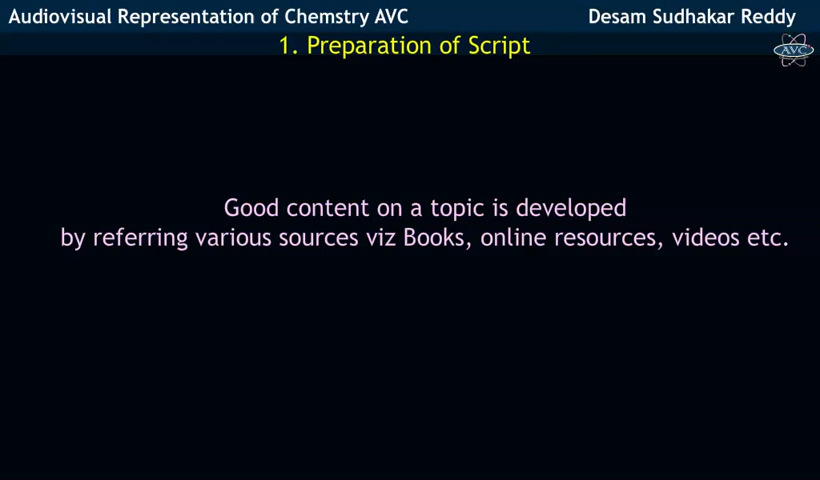 Audiovisual Representation of Chemstry AVC
Desam Sudhakar Reddy
1. Preparation of Script
AVC
Good content on a topic is developed
by referring various sources viz Books, online resources, videos etc.